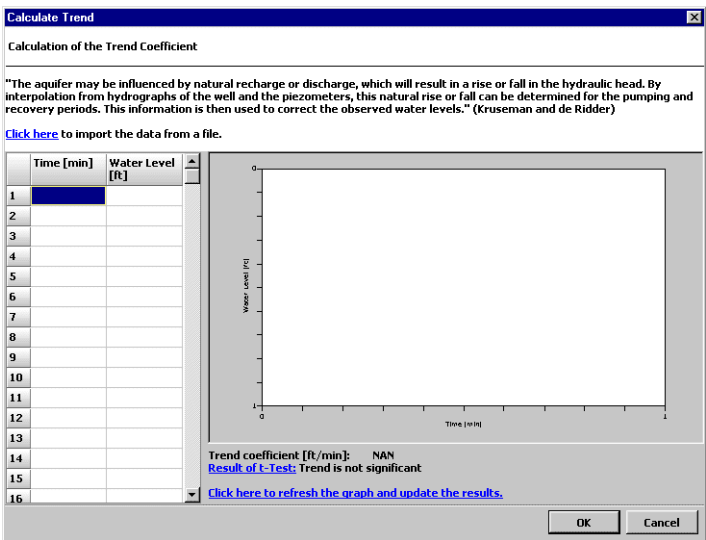 Calculate Trend
Calculation of the Trend Coefficient
"The aquifer may be influenced by natural recharge or discharge, which will result in a rise or fall in the hydraulic head. By
interpolation from hydrographs of the well and the piezometers, this natural rise or fall can be determined for the pumping and
recovery periods. This information is then used to correct the observed water levels." (Kruseman and de Ridder)
Click here to import the data from a file.
Time [min] Water Level
[ft]
1
2
3
4
5
6
7
8
9
10
11
12
13
14
15
16
0
Water Level [ft]
1
0 1
Time [min]
Trend coefficient [ft/min]: NAN
Result of t-Test: Trend is not significant
Click here to refresh the graph and update the results.
OK Cancel